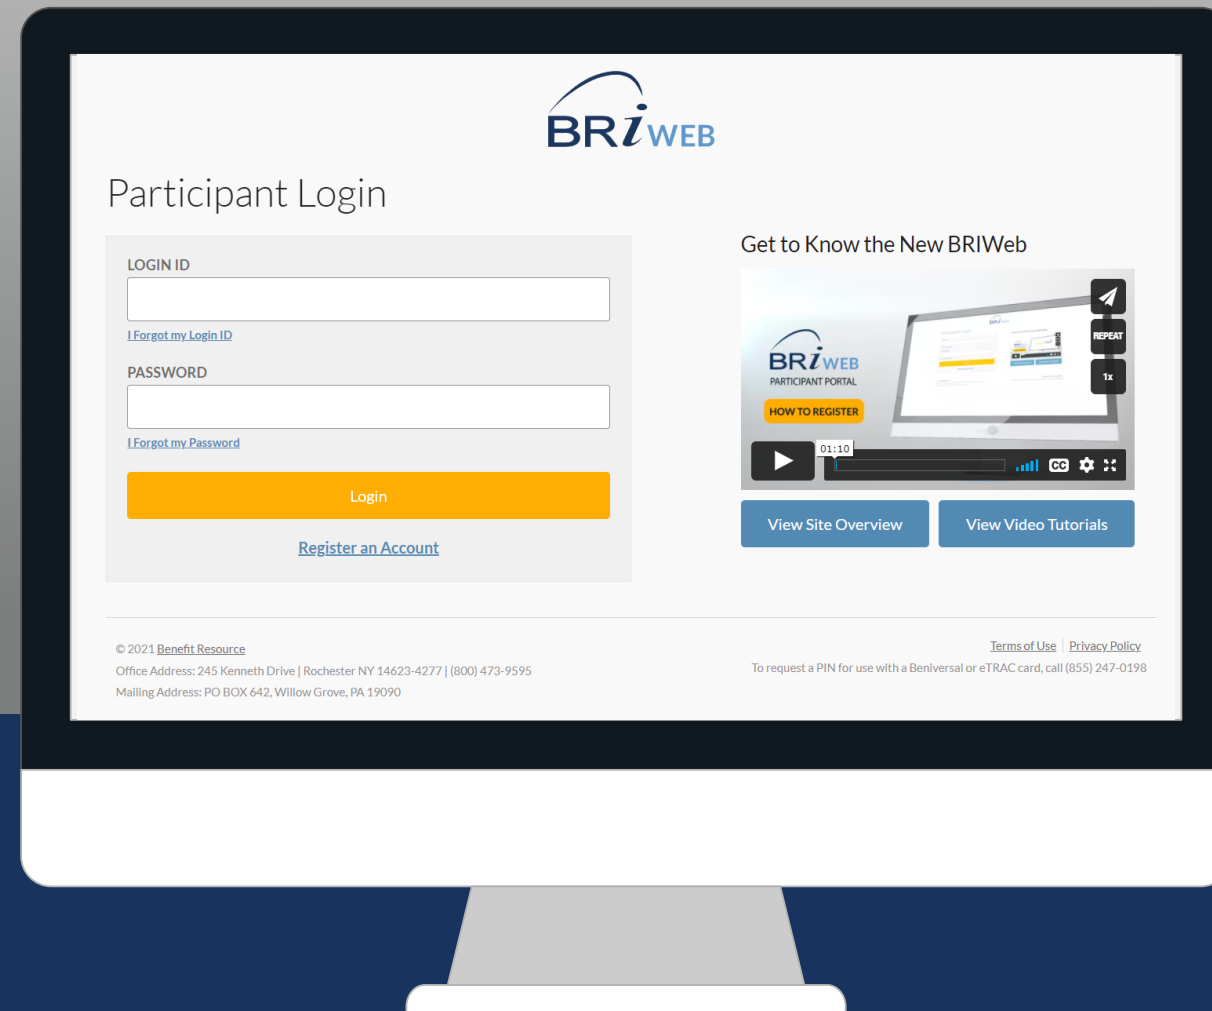 BRiWEB
Participant Login
LOGIN ID
I Forgot my Login ID
PASSWORD
I Forgot my Password
Login
Register an Account
Get to Know the New BRIWeb
BRiWEB
PARTICIPANT PORTAL
HOW TO REGISTER
REPEAT
1x
01:10
CC
View Site Overview
View Video Tutorials
© 2021 Benefit Resource
Office Address: 245 Kenneth Drive | Rochester NY 14623-4277 | (800) 473-9595
Mailing Address: PO BOX 642, Willow Grove, PA 19090
Terms of Use | Privacy Policy
To request a PIN for use with a Beniversal or eTRAC card, call (855) 247-0198